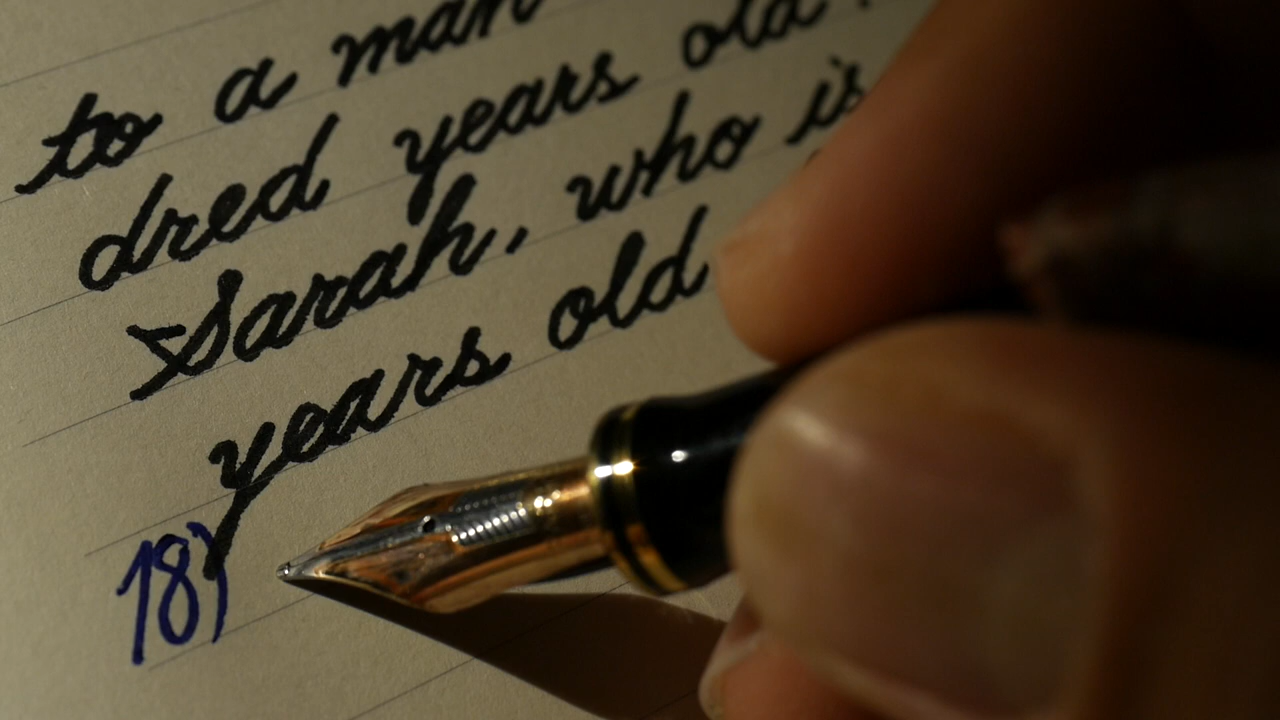 to a man
dred years old
Sarah, who is
years old
18)